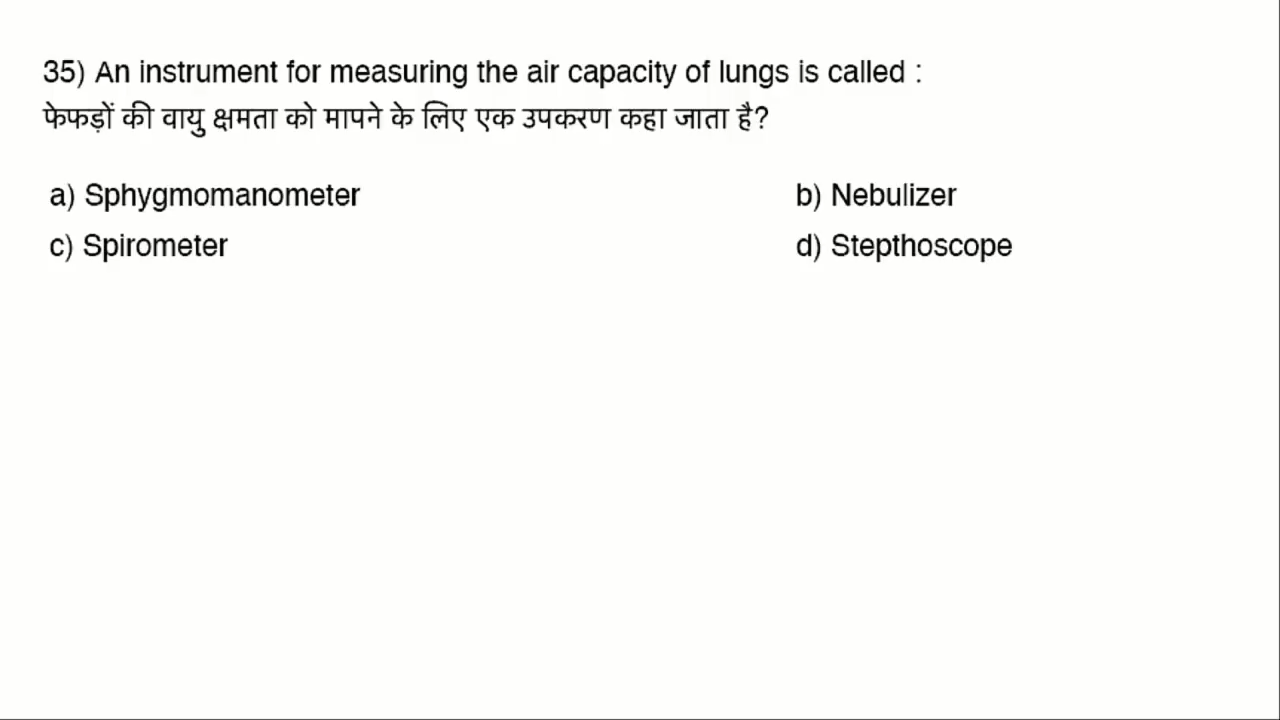 35) An instrument for measuring the air capacity of lungs is called :
फेफड़ों की वायु क्षमता को मापने के लिए एक उपकरण कहा जाता है?
a) Sphygmomanometer b) Nebulizer
c) Spirometer d) Stepthoscope